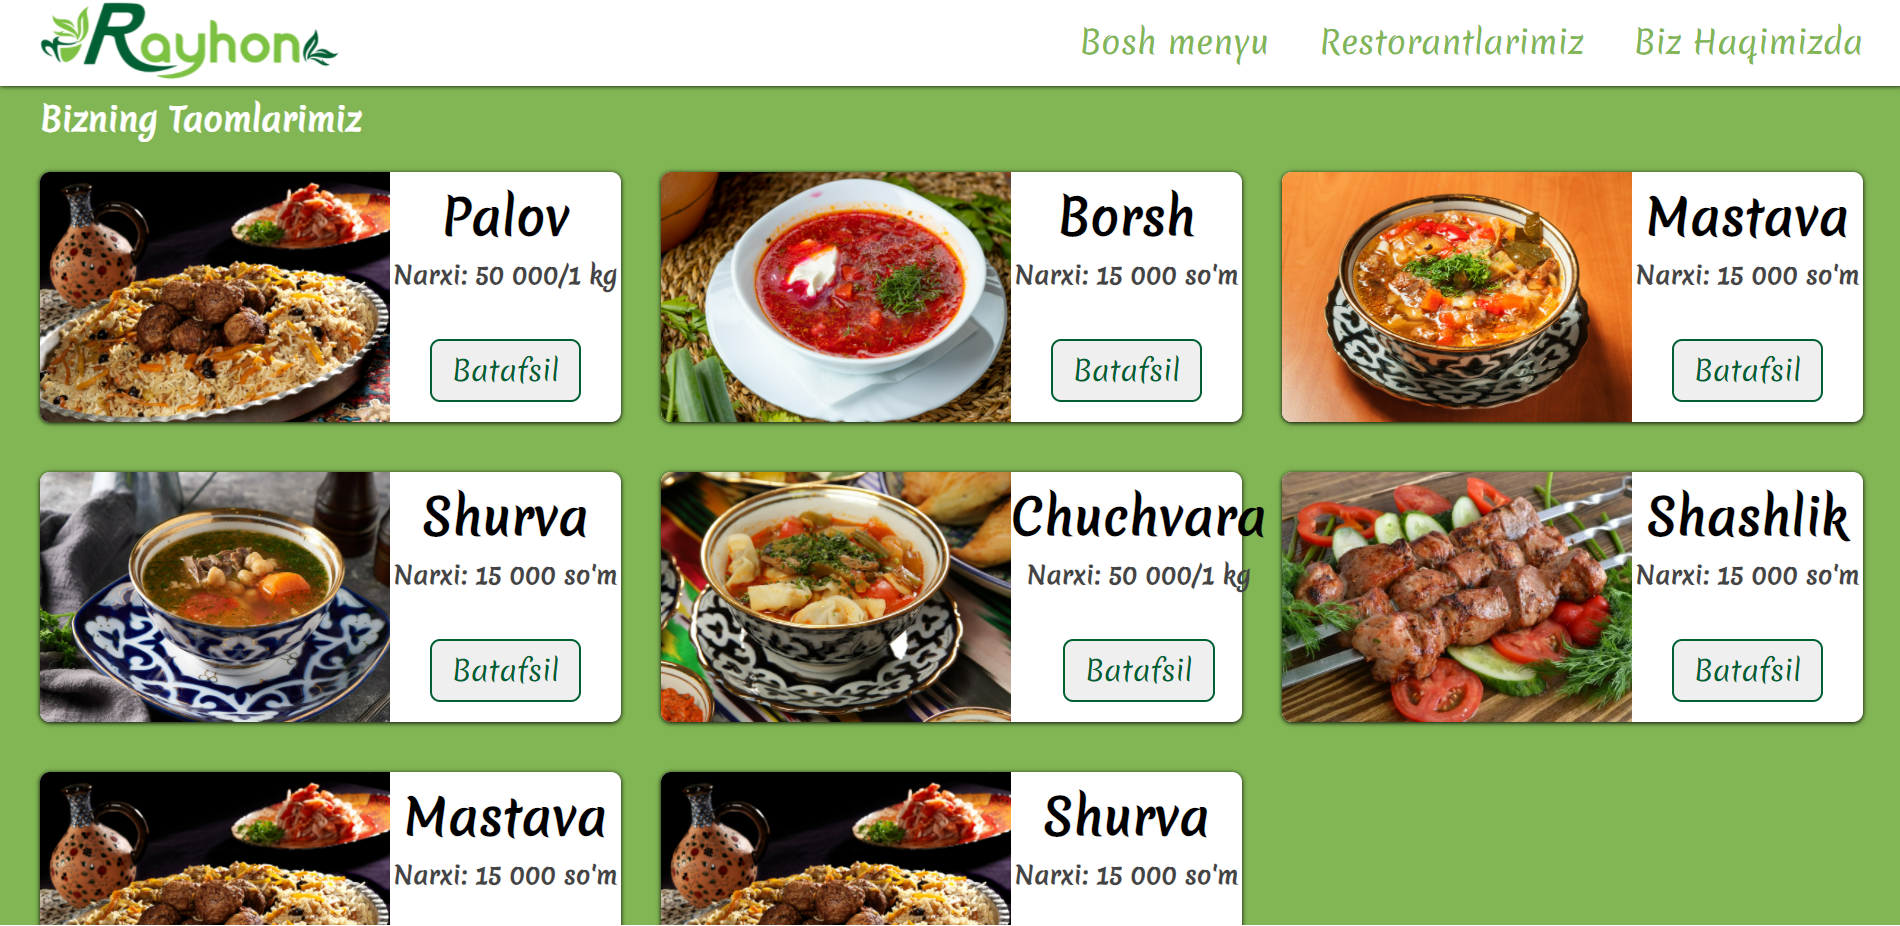 Rayhon
Bosh menyu Restorantlarimiz Biz Haqimizda
Bizning Taomlarimiz
Palov
Narxi: 50 000/1 kg
Batafsil
Borsh
Narxi: 15 000 so'm
Batafsil
Mastava
Narxi: 15 000 so'm
Batafsil
Shurva
Narxi: 15 000 so'm
Batafsil
Chuchvara
Narxi: 50 000/1 kg
Batafsil
Shashlik
Narxi: 15 000 so'm
Batafsil
Mastava
Narxi: 15 000 so'm
Shurva
Narxi: 15 000 so'm